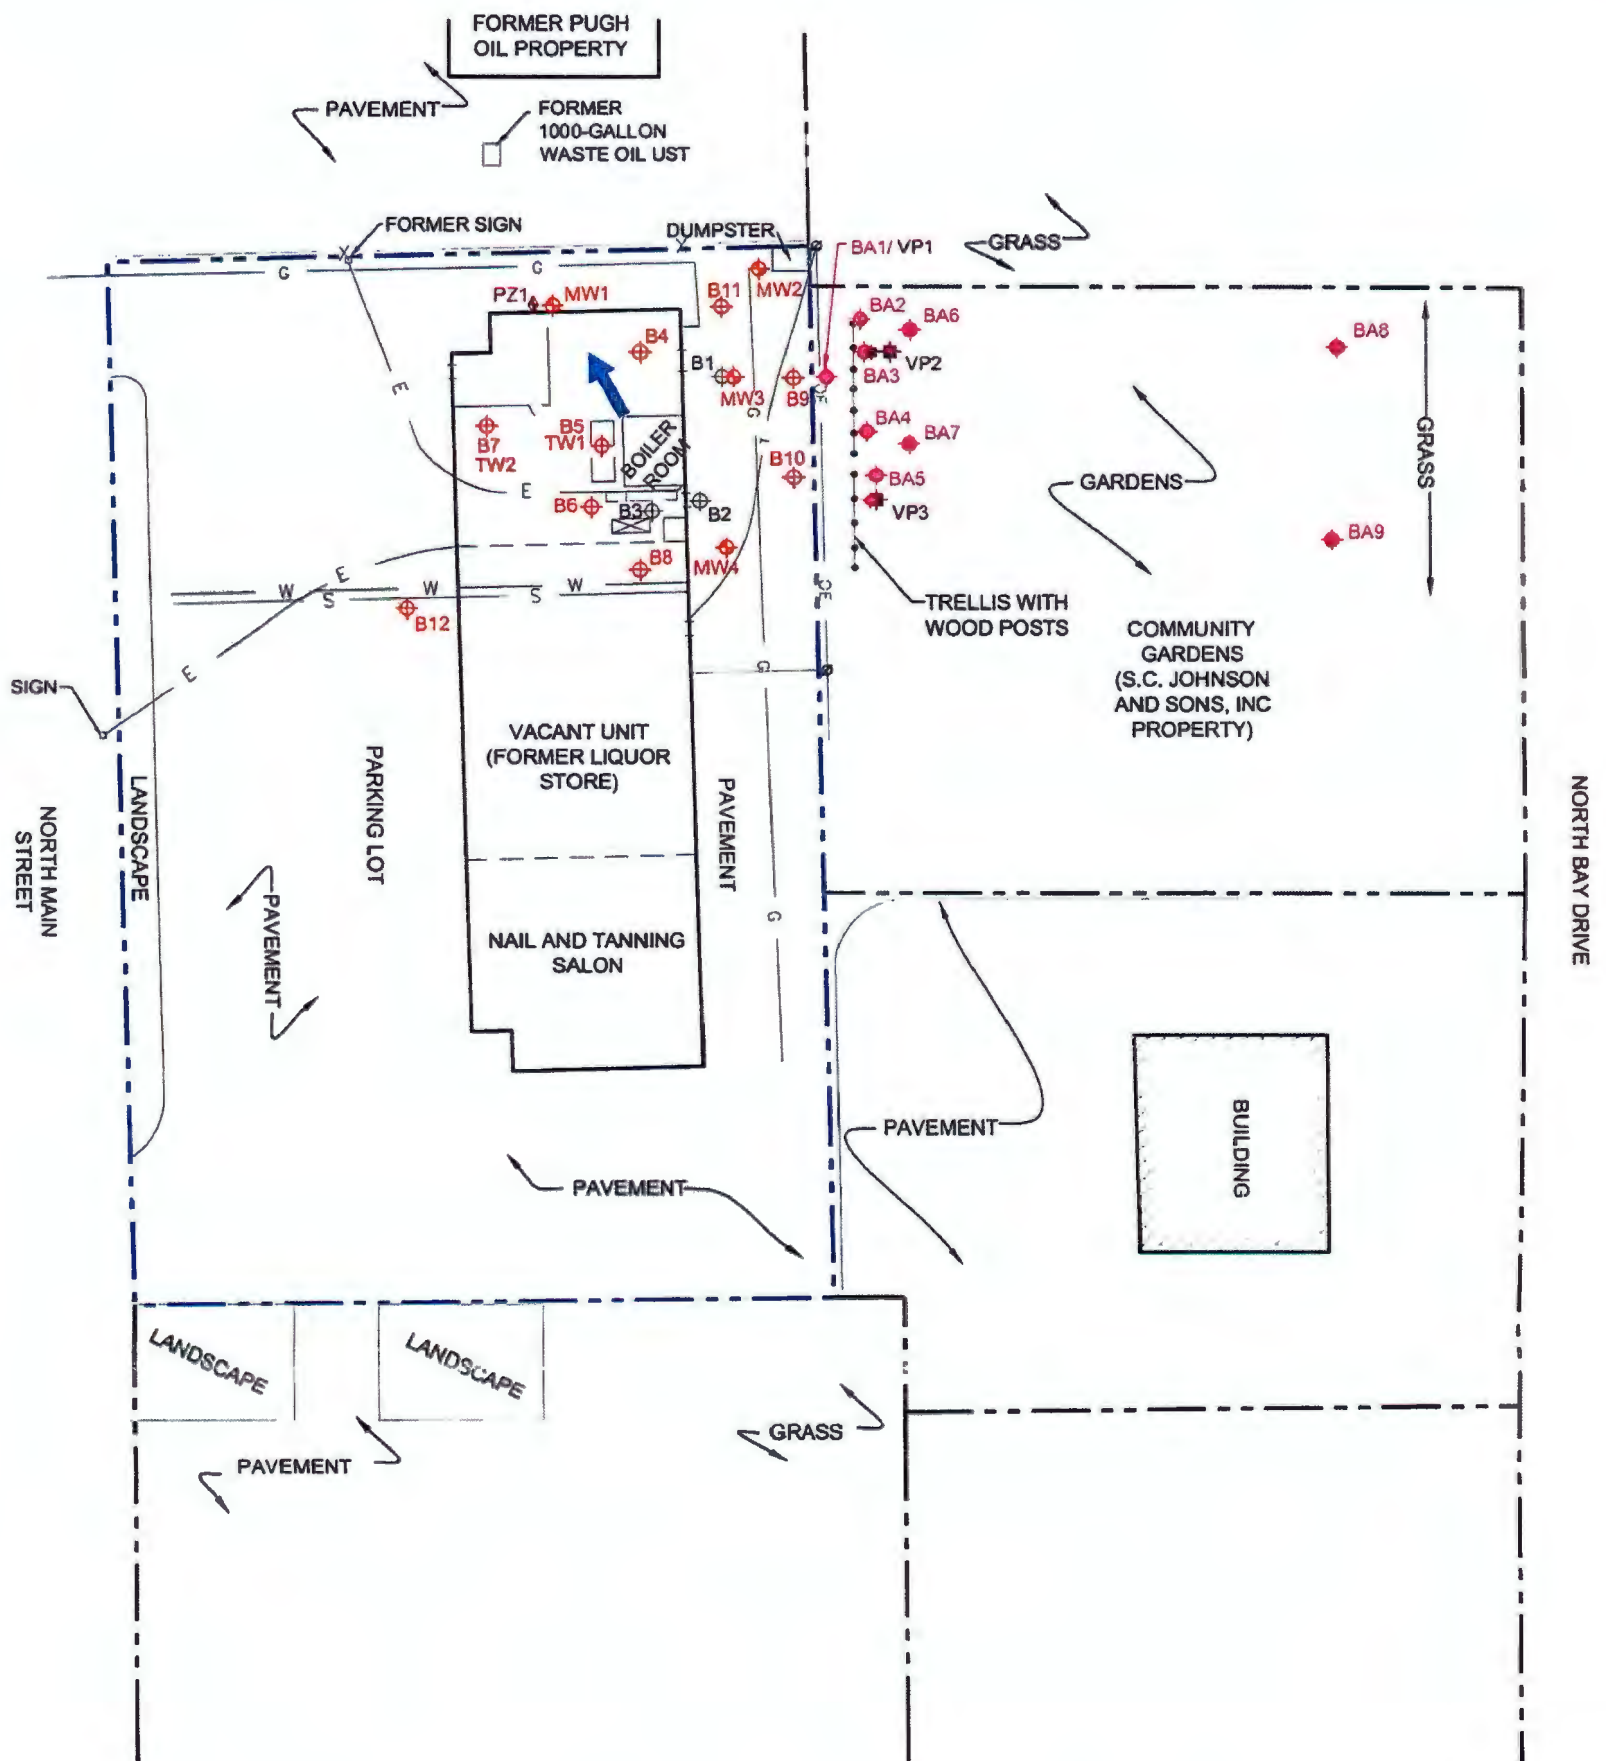 FORMER PUGH
OIL PROPERTY
PAVEMENT
FORMER
1000-GALLON
WASTE OIL UST
FORMER SIGN
DUMPSTER
BA1/ VP1
GRASS
G
G
PZ1
MW1
B11
MW2
BA2
BA6
BA8
B4
B1
VP2
E
MW3
B9
OE
BA3
G
GRASS
B7
TW2
B5
TW1
BOILER
ROOM
T
BA4
BA7
B10
GARDENS
BA5
E
B6
B3
B2
VP3
BA9
MW4
B8
E
W
W
W
S
S
OE
B12
TRELLIS WITH
WOOD POSTS
COMMUNITY
GARDENS
(S.C. JOHNSON
AND SONS, INC
PROPERTY)
SIGN
E
G
VACANT UNIT
(FORMER LIQUOR
STORE)
PARKING LOT
LANDSCAPE
NORTH MAIN
STREET
PAVEMENT
NORTH BAY DRIVE
PAVEMENT
G
NAIL AND TANNING
SALON
PAVEMENT
BUILDING
PAVEMENT
LANDSCAPE
LANDSCAPE
GRASS
PAVEMENT